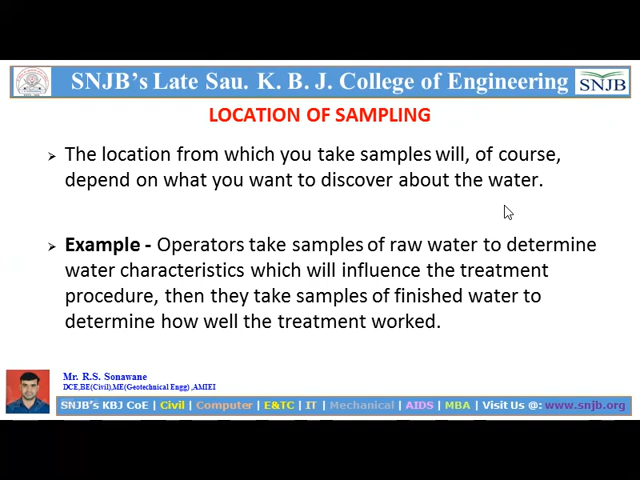 SNJB's Late Sau. K. B. J. College of Engineering
SNJB
LOCATION OF SAMPLING
The location from which you take samples will, of course,
depend on what you want to discover about the water.
Example - Operators take samples of raw water to determine
water characteristics which will influence the treatment
procedure, then they take samples of finished water to
determine how well the treatment worked.
Mr. R.S. Sonawane
DCE,BE(Civil),ME(Geotechnical Engg) ,AMIEI
SNJB's KBJ CoE | Civil | Computer | E&TC | IT | Mechanical | AIDS | MBA | Visit Us @: www.snjb.org